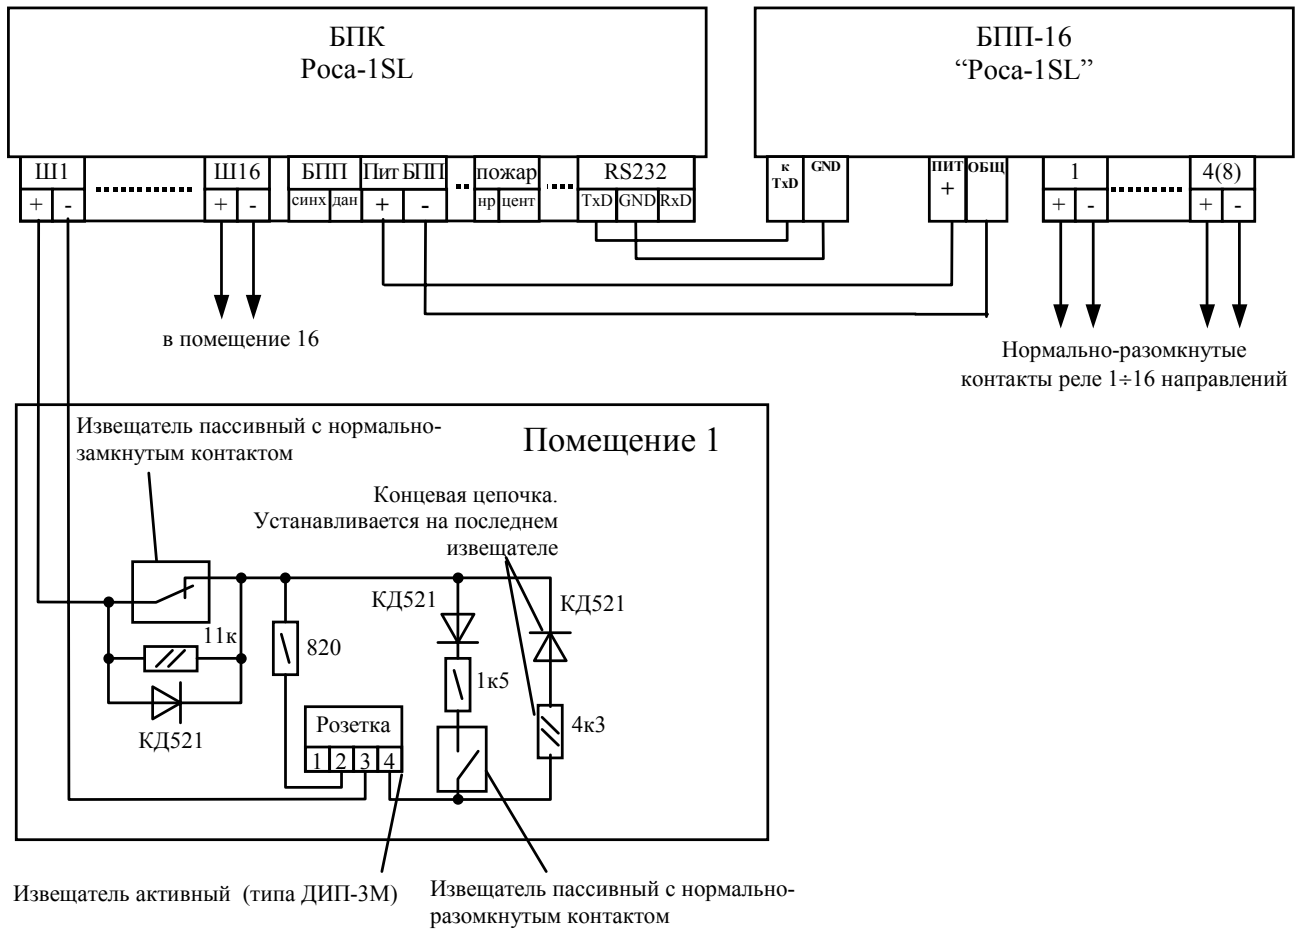 БПК
Роса-1SL
БПП-16
“Роса-1SL”
Ш1
+ -
Ш16
+ -
БПП
синх дан
Пит БПП
+ -
пожар
нр цент
RS232
TxD GND RxD
к
TxD
GND
ПИТ
+
ОБЩ
1
+ -
4(8)
+ -
в помещение 16
Нормально-разомкнутые
контакты реле 1÷16 направлений
Помещение 1
Извещатель пассивный с нормально-
замкнутым контактом
Концевая цепочка.
Устанавливается на последнем
извещателе
КД521
КД521
11к
820
1к5
4к3
КД521
Розетка
1 2 3 4
Извещатель активный (типа ДИП-3М)
Извещатель пассивный с нормально-
разомкнутым контактом